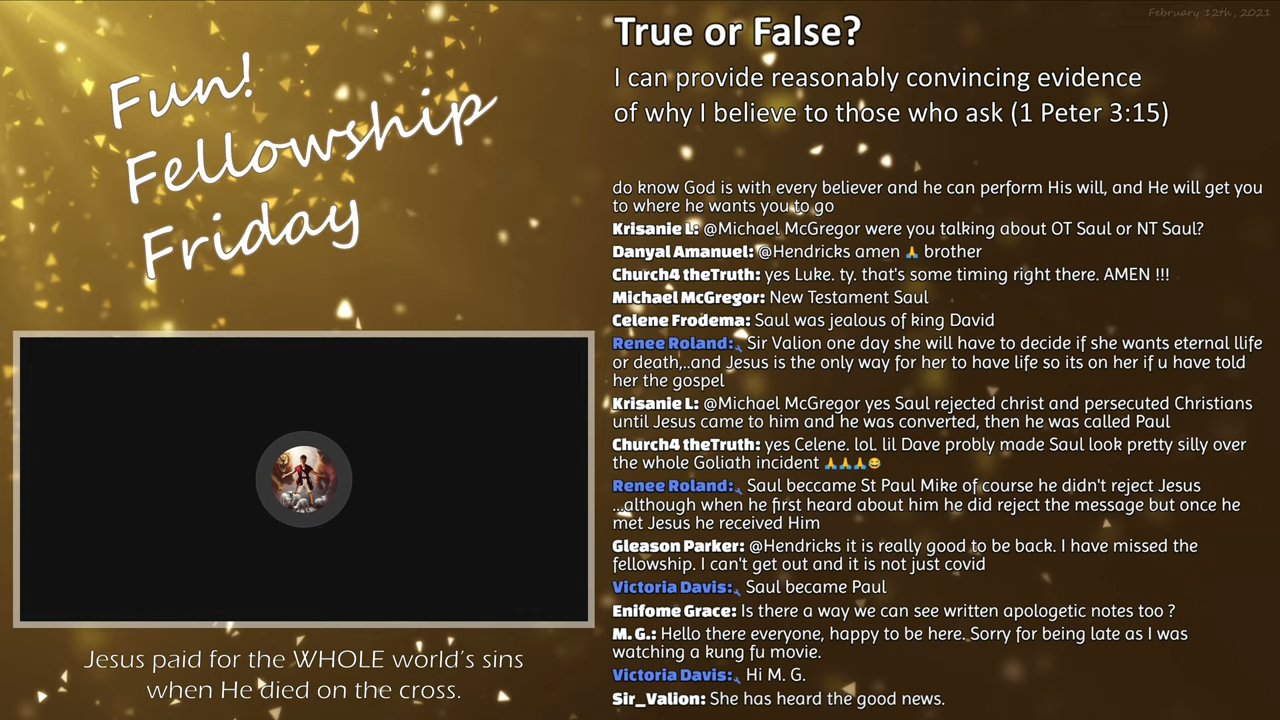 February 12th, 2021
Fun!
Fellowship
Friday
True or False?
I can provide reasonably convincing evidence
of why I believe to those who ask (1 Peter 3:15)
do know God is with every believer and he can perform His will, and He will get you
to where he wants you to go
Krisanie L: @Michael McGregor were you talking about OT Saul or NT Saul?
Danyal Amanuel: @Hendricks amen 🙏 brother
Church4 theTruth: yes Luke. ty. that's some timing right there. AMEN !!!
Michael McGregor: New Testament Saul
Celene Frodema: Saul was jealous of king David
Renee Roland: Sir Valion one day she will have to decide if she wants eternal llife
or death,..and Jesus is the only way for her to have life so its on her if u have told
her the gospel
Krisanie L: @Michael McGregor yes Saul rejected christ and persecuted Christians
until Jesus came to him and he was converted, then he was called Paul
Church4 theTruth: yes Celene. lol. lil Dave probly made Saul look pretty silly over
the whole Goliath incident 🙏🙏🙏😂
Renee Roland: Saul beccame St Paul Mike of course he didn't reject Jesus
...although when he first heard about him he did reject the message but once he
met Jesus he received Him
Gleason Parker: @Hendricks it is really good to be back. I have missed the
fellowship. I can't get out and it is not just covid
Victoria Davis: Saul became Paul
Enifome Grace: Is there a way we can see written apologetic notes too ?
M. G.: Hello there everyone, happy to be here. Sorry for being late as I was
watching a kung fu movie.
Victoria Davis: Hi M. G.
Sir_Valion: She has heard the good news.
Jesus paid for the WHOLE world's sins
when He died on the cross.